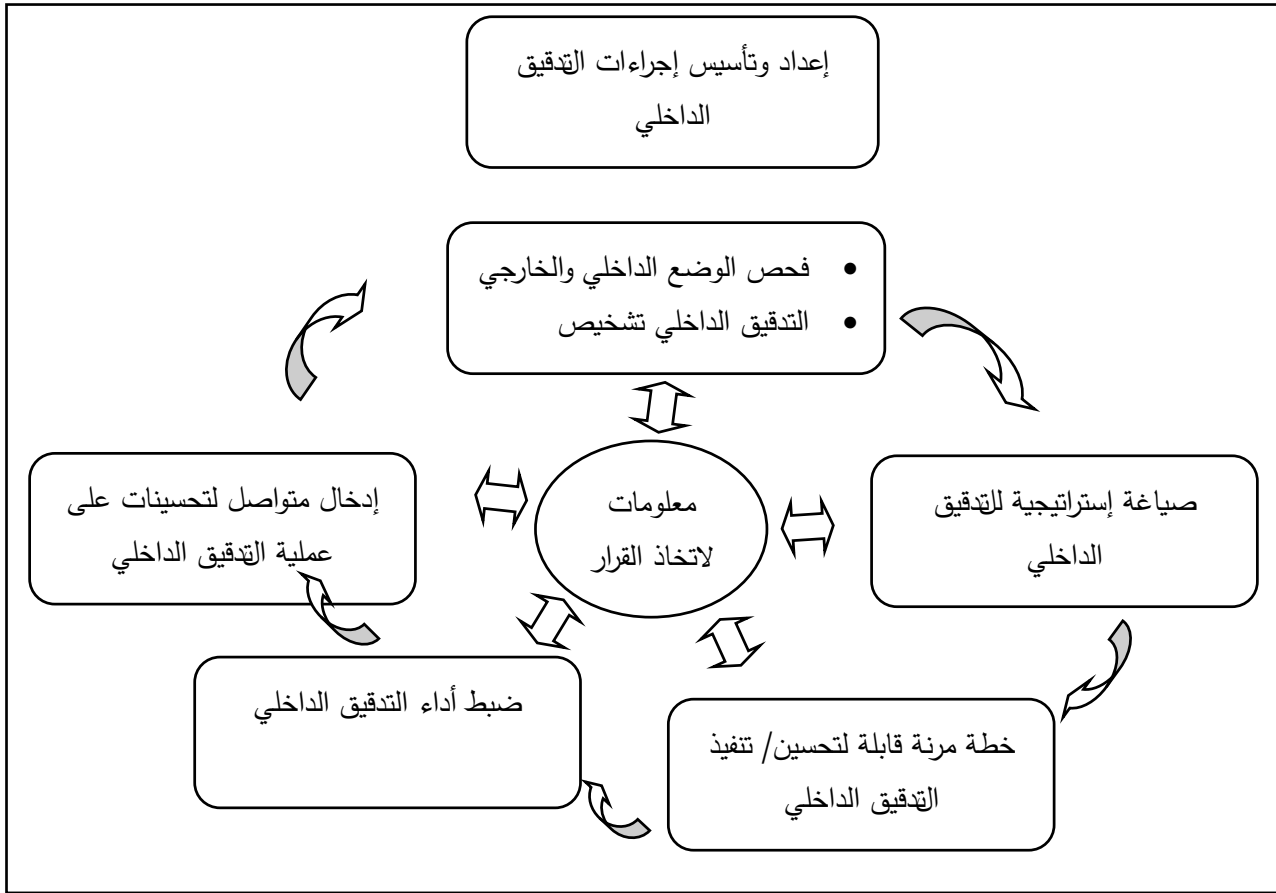 إعداد وتأسيس إجراءات التدقيق
الداخلي
• فحص الوضع الداخلي والخارجي
• التدقيق الداخلي تشخيص
إدخال متواصل لتحسينات على
عملية التدقيق الداخلي
معلومات
لاتخاذ القرار
صياغة إستراتيجية للتدقيق
الداخلي
ضبط أداء التدقيق الداخلي
خطة مرنة قابلة لتحسين/ تنفيذ
التدقيق الداخلي